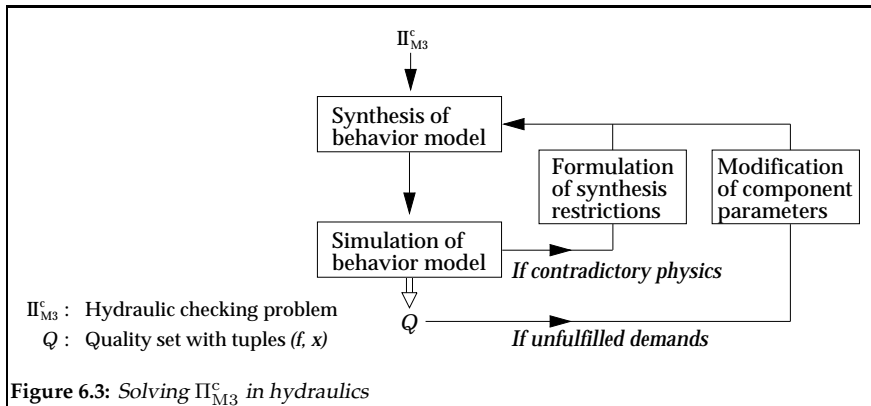 Π^c_M3
Synthesis of
behavior model
Formulation
of synthesis
restrictions
Modification
of component
parameters
Simulation of
behavior model
If contradictory physics
Π^c_M3 : Hydraulic checking problem
Q
If unfulfilled demands
Q : Quality set with tuples (f, x)
Figure 6.3: Solving Π^c_M3 in hydraulics